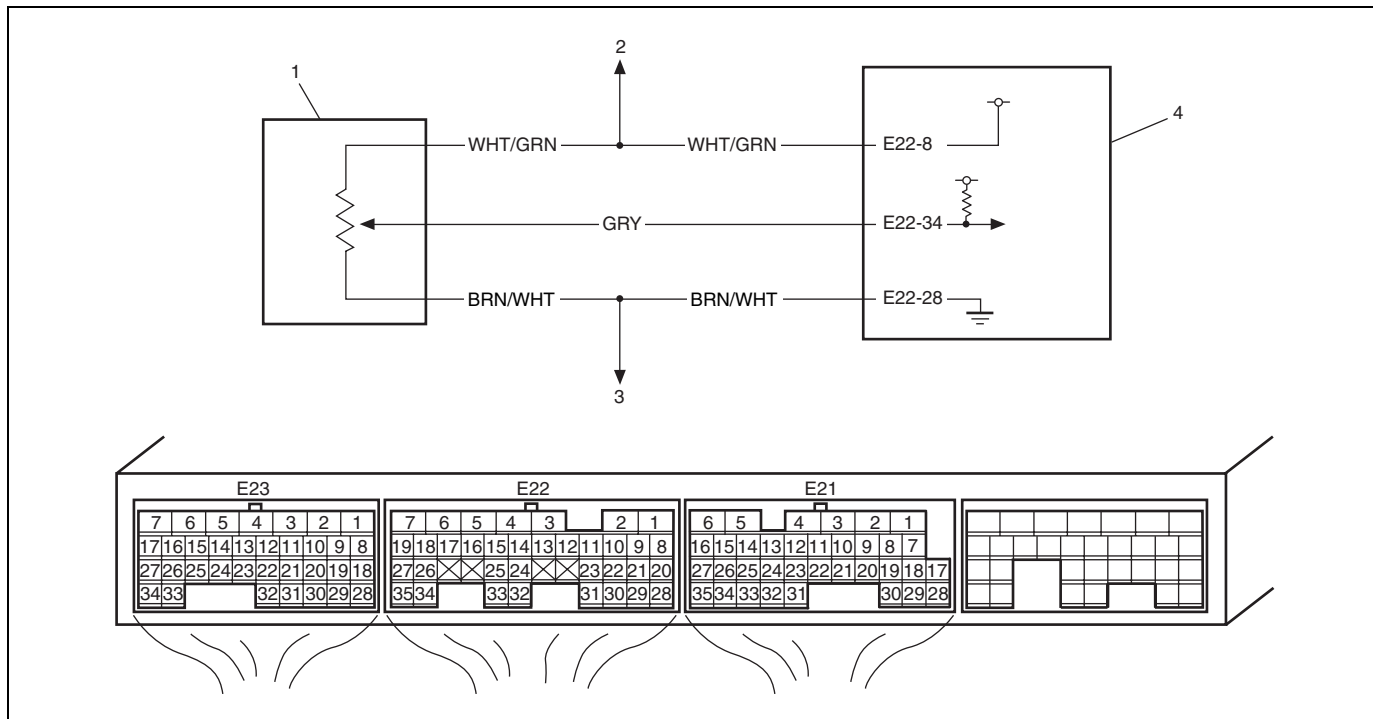 2
1
4
WHT/GRN WHT/GRN E22-8
GRY E22-34
BRN/WHT BRN/WHT E22-28
3
E23 E22 E21
7 6 5 4 3 2 1 7 6 5 4 3 2 1 6 5 4 3 2 1
17 16 15 14 13 12 11 10 9 8 19 18 17 16 15 14 13 12 11 10 9 8 16 15 14 13 12 11 10 9 8 7
27 26 25 24 23 22 21 20 19 18 27 26 25 24 23 22 21 20 27 26 25 24 23 22 21 20 19 18 17
34 33 32 31 30 29 28 35 34 33 32 31 30 29 28 35 34 33 32 31 30 29 28